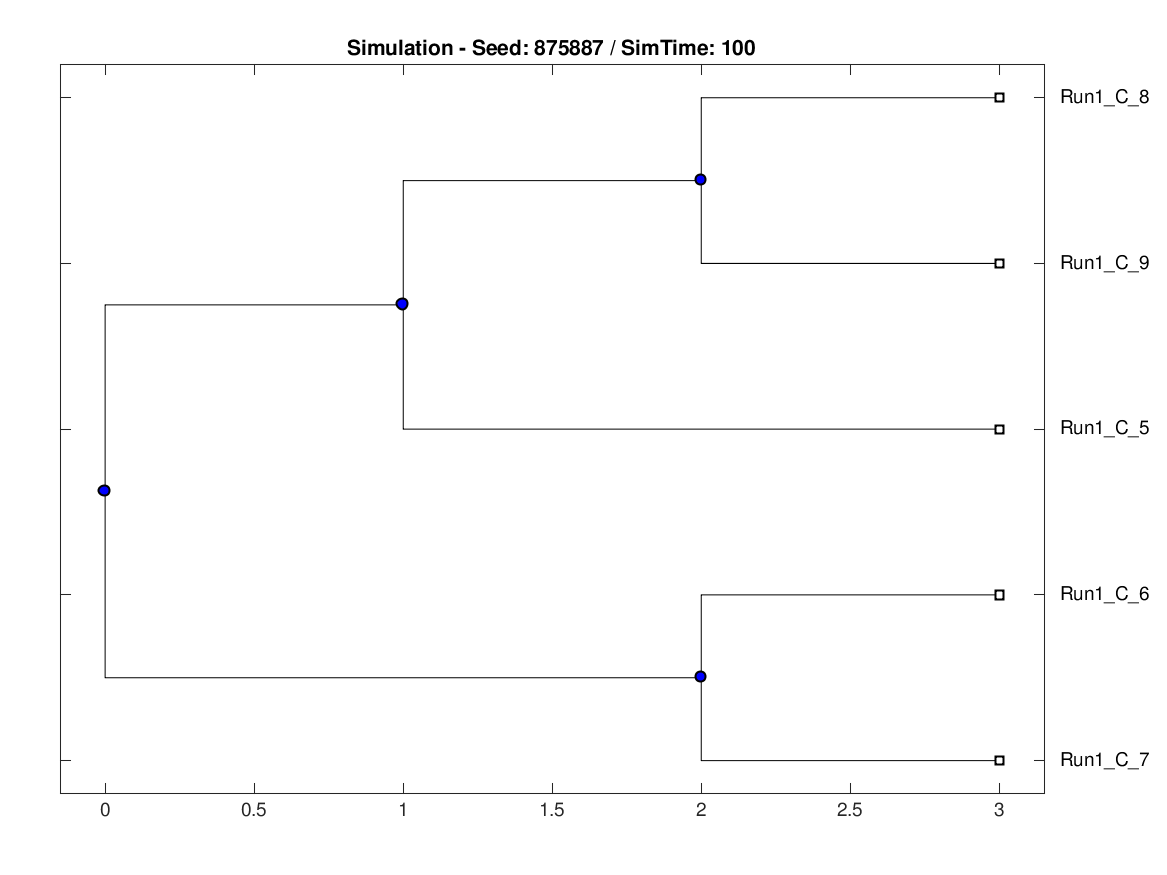 Simulation - Seed: 875887 / SimTime: 100
Run1_C_8
Run1_C_9
Run1_C_5
Run1_C_6
Run1_C_7
0 0.5 1 1.5 2 2.5 3